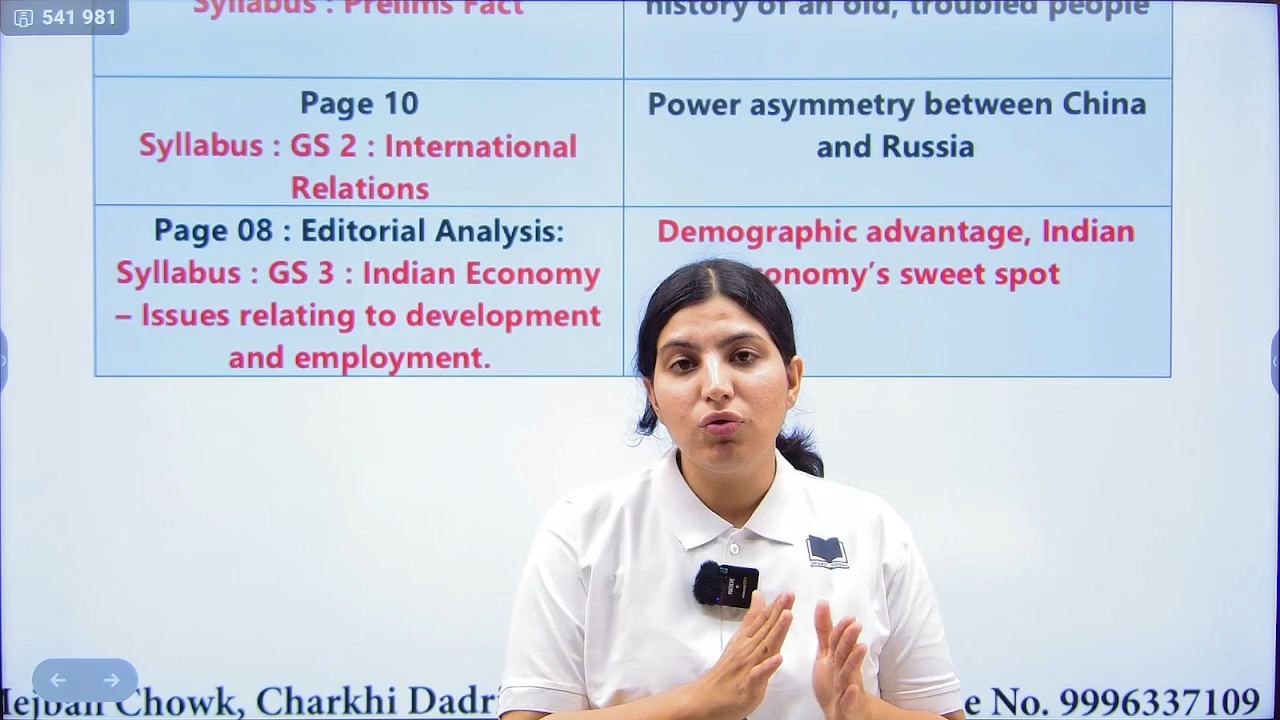 541 981
Syllabus : Prelims Fact
history of an old, troubled people
Page 10
Syllabus : GS 2 : International
Relations
Power asymmetry between China
and Russia
Page 08 : Editorial Analysis:
Syllabus : GS 3 : Indian Economy
– Issues relating to development
and employment.
Demographic advantage, Indian
onomy’s sweet spot
Chowk, Charkhi Dadri
e No. 9996337109